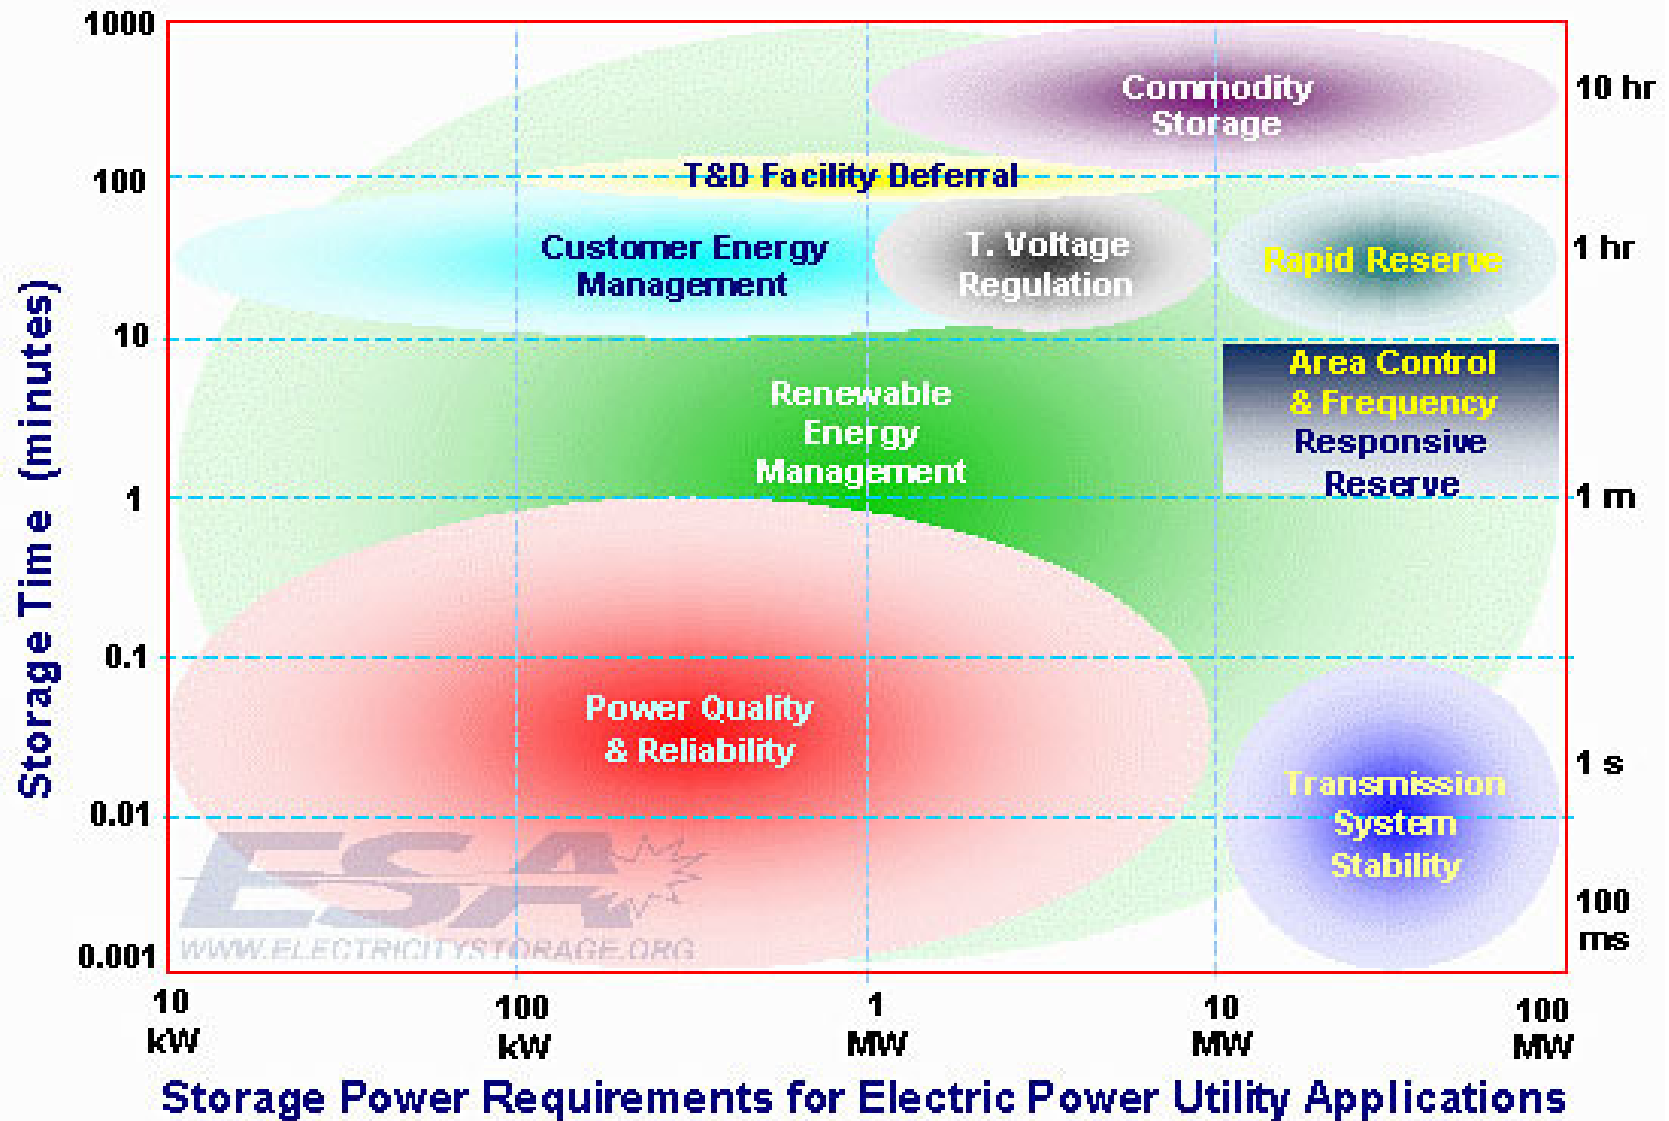 1000
100
10
1
0.1
0.01
0.001
Storage Time (minutes)
Commodity
Storage
T&D Facility Deferral
Customer Energy
Management
T. Voltage
Regulation
Rapid Reserve
Renewable
Energy
Management
Area Control
& Frequency
Responsive
Reserve
Power Quality
& Reliability
Transmission
System
Stability
ESA
WWW.ELECTRICITYSTORAGE.ORG
10 hr
1 hr
1 m
1 s
100
ms
10
kW
100
kW
1
MW
10
MW
100
MW
Storage Power Requirements for Electric Power Utility Applications